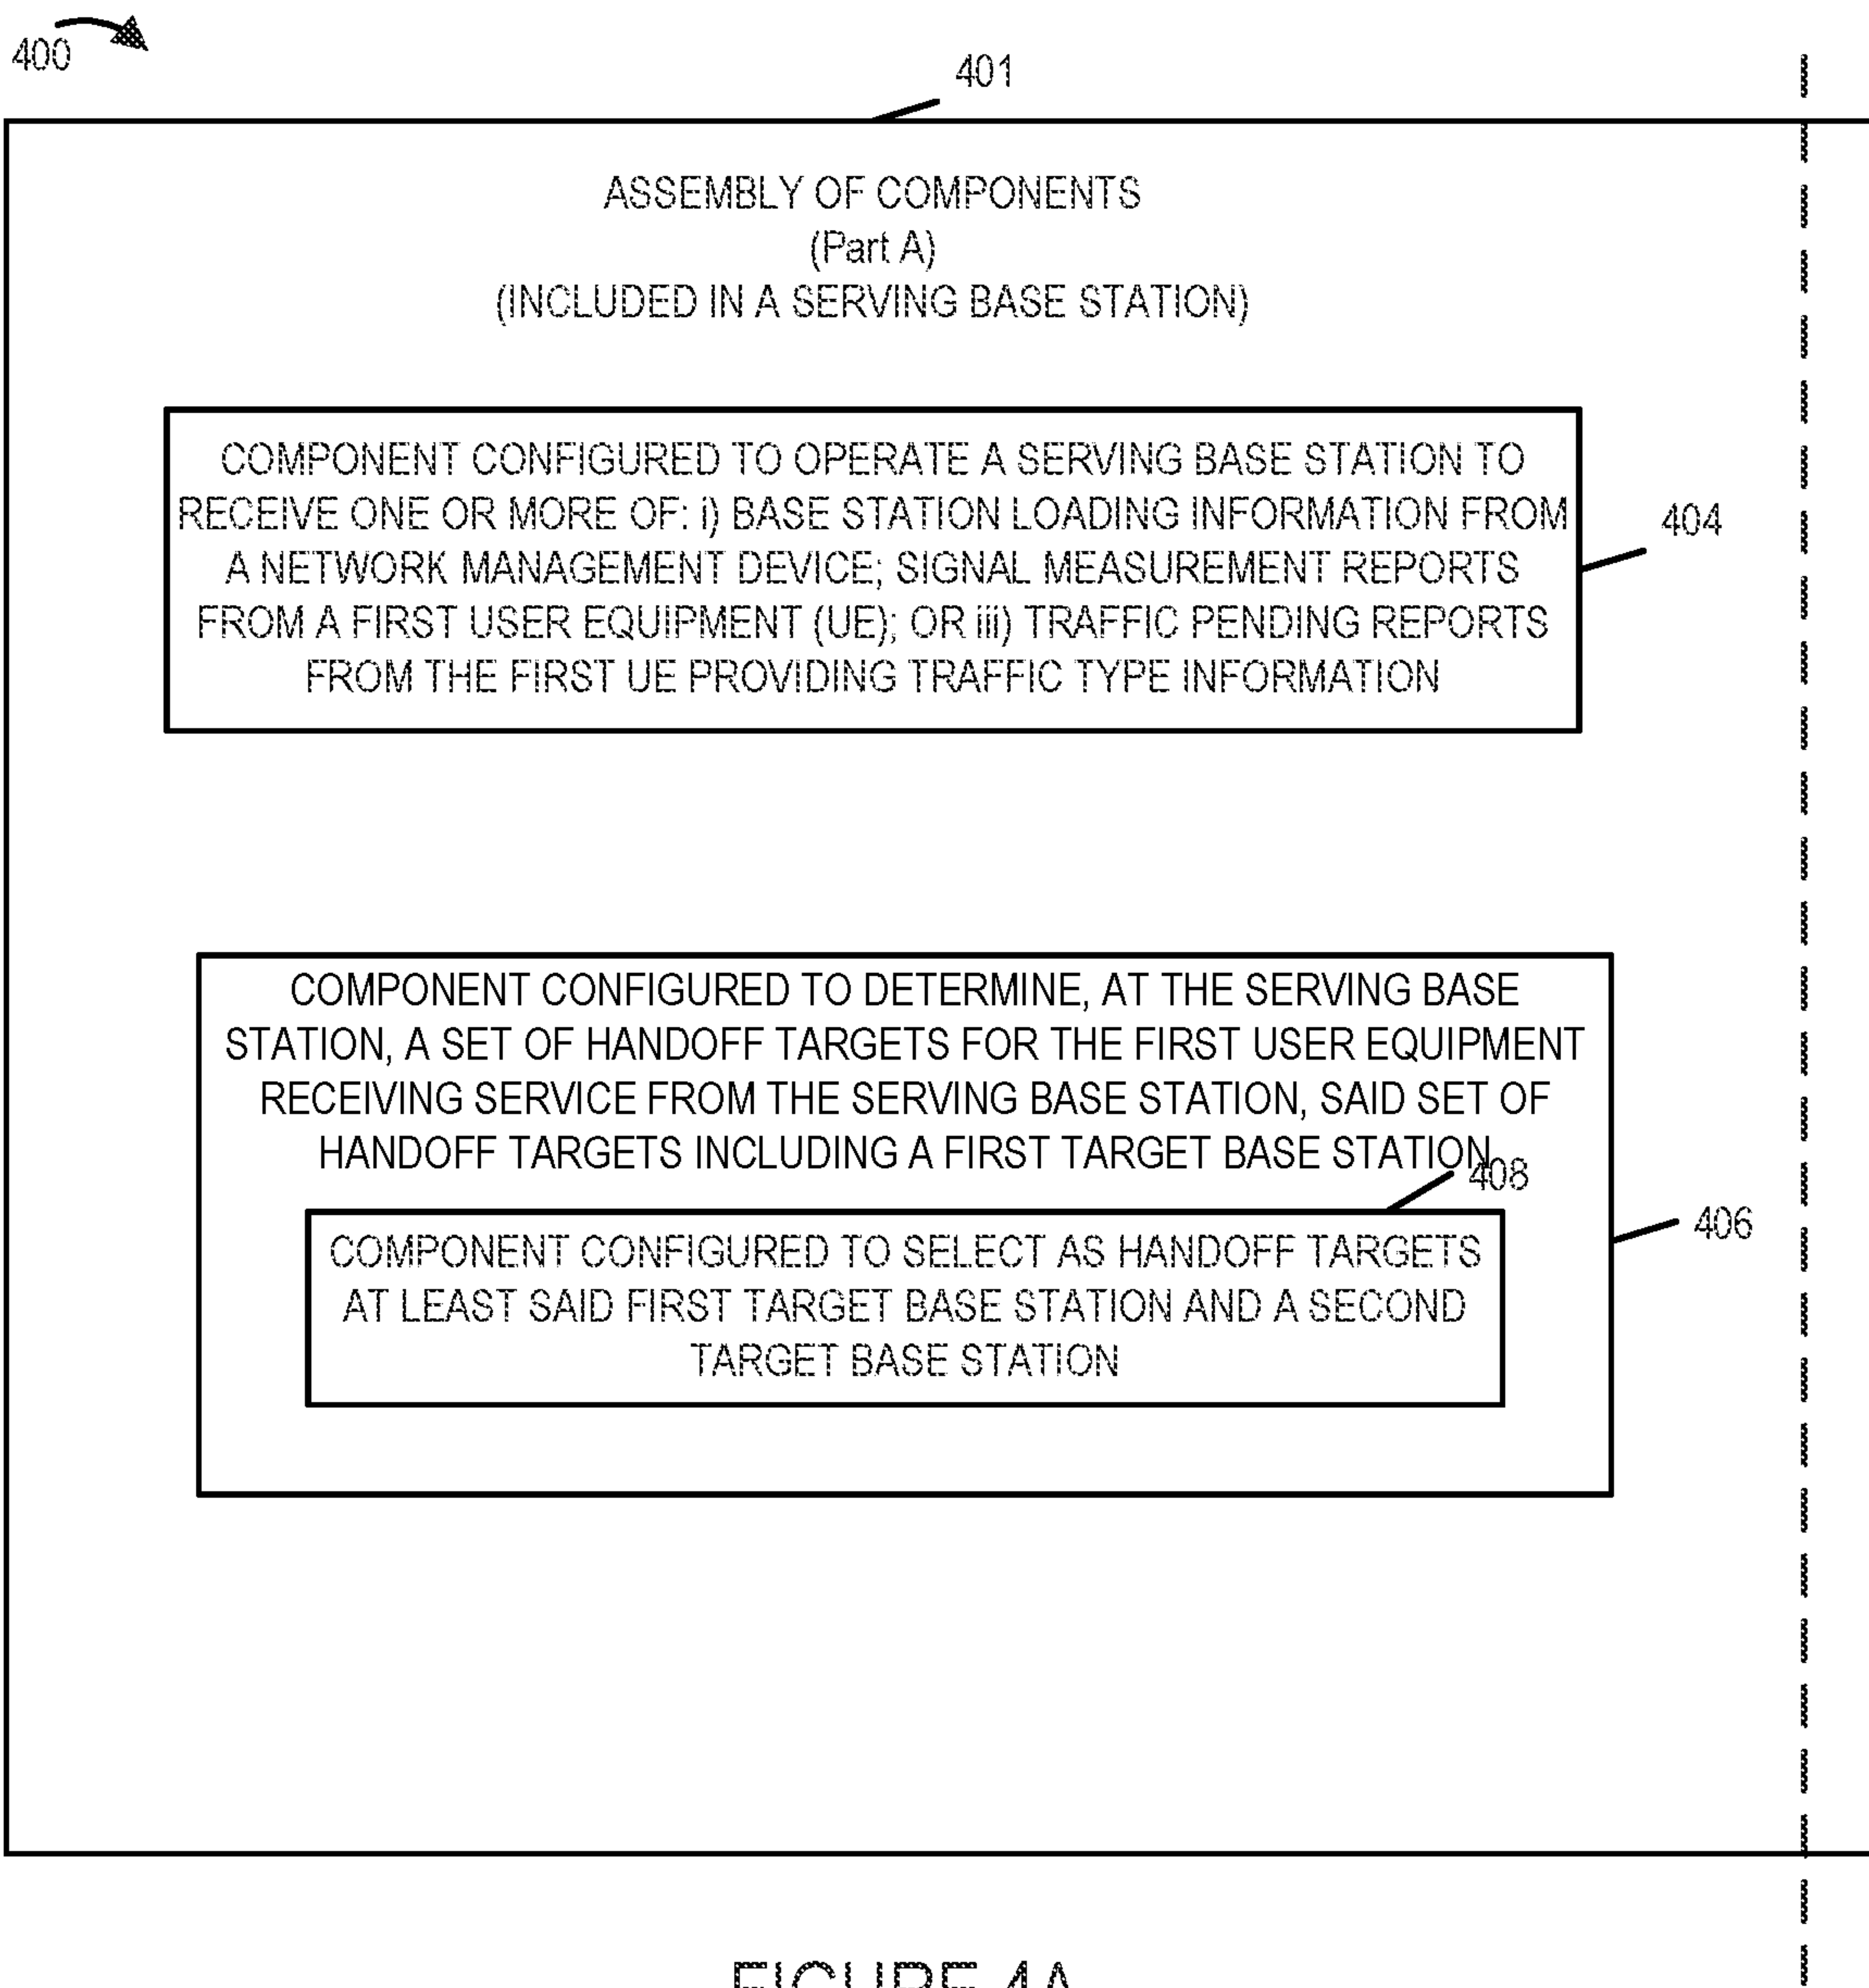 400
401
ASSEMBLY OF COMPONENTS
(Part A)
(INCLUDED IN A SERVING BASE STATION)
COMPONENT CONFIGURED TO OPERATE A SERVING BASE STATION TO
RECEIVE ONE OR MORE OF: i) BASE STATION LOADING INFORMATION FROM
A NETWORK MANAGEMENT DEVICE; SIGNAL MEASUREMENT REPORTS
FROM A FIRST USER EQUIPMENT (UE); OR iii) TRAFFIC PENDING REPORTS
FROM THE FIRST UE PROVIDING TRAFFIC TYPE INFORMATION
404
COMPONENT CONFIGURED TO DETERMINE, AT THE SERVING BASE
STATION, A SET OF HANDOFF TARGETS FOR THE FIRST USER EQUIPMENT
RECEIVING SERVICE FROM THE SERVING BASE STATION, SAID SET OF
HANDOFF TARGETS INCLUDING A FIRST TARGET BASE STATION
408
COMPONENT CONFIGURED TO SELECT AS HANDOFF TARGETS
AT LEAST SAID FIRST TARGET BASE STATION AND A SECOND
TARGET BASE STATION
406
FIGURE 4A